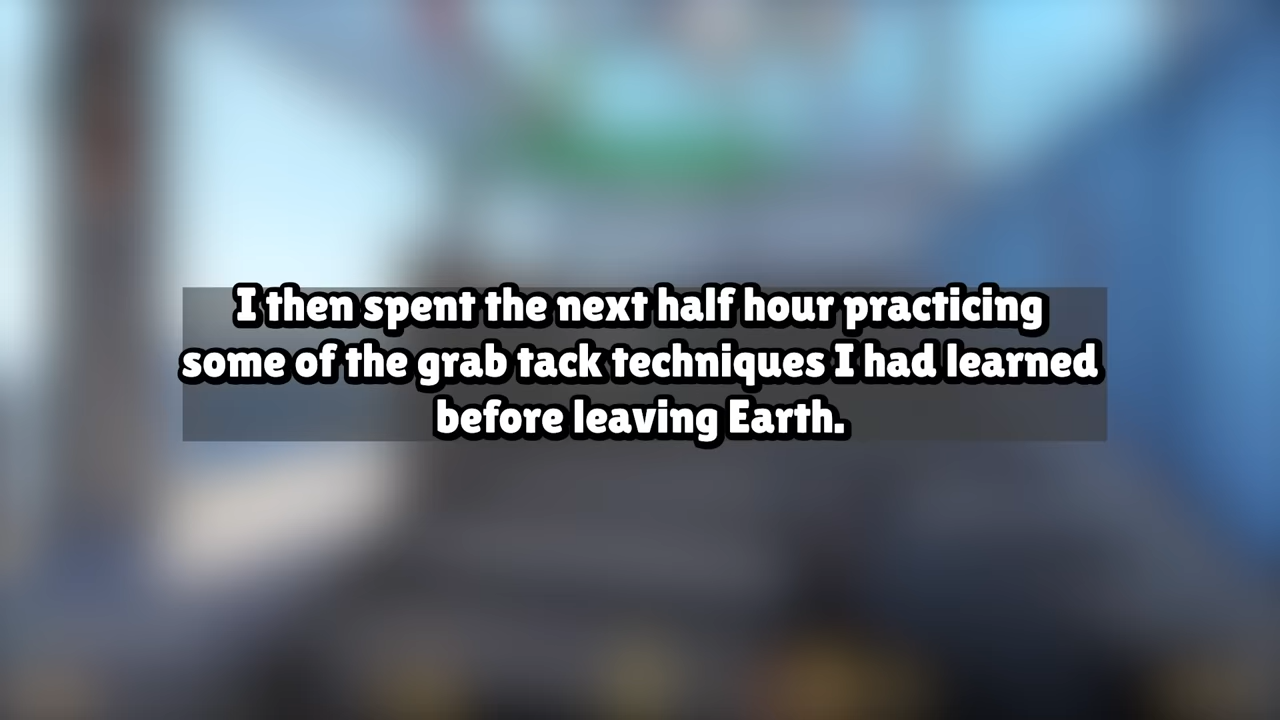 I then spent the next half hour practicing
some of the grab tack techniques I had learned
before leaving Earth.